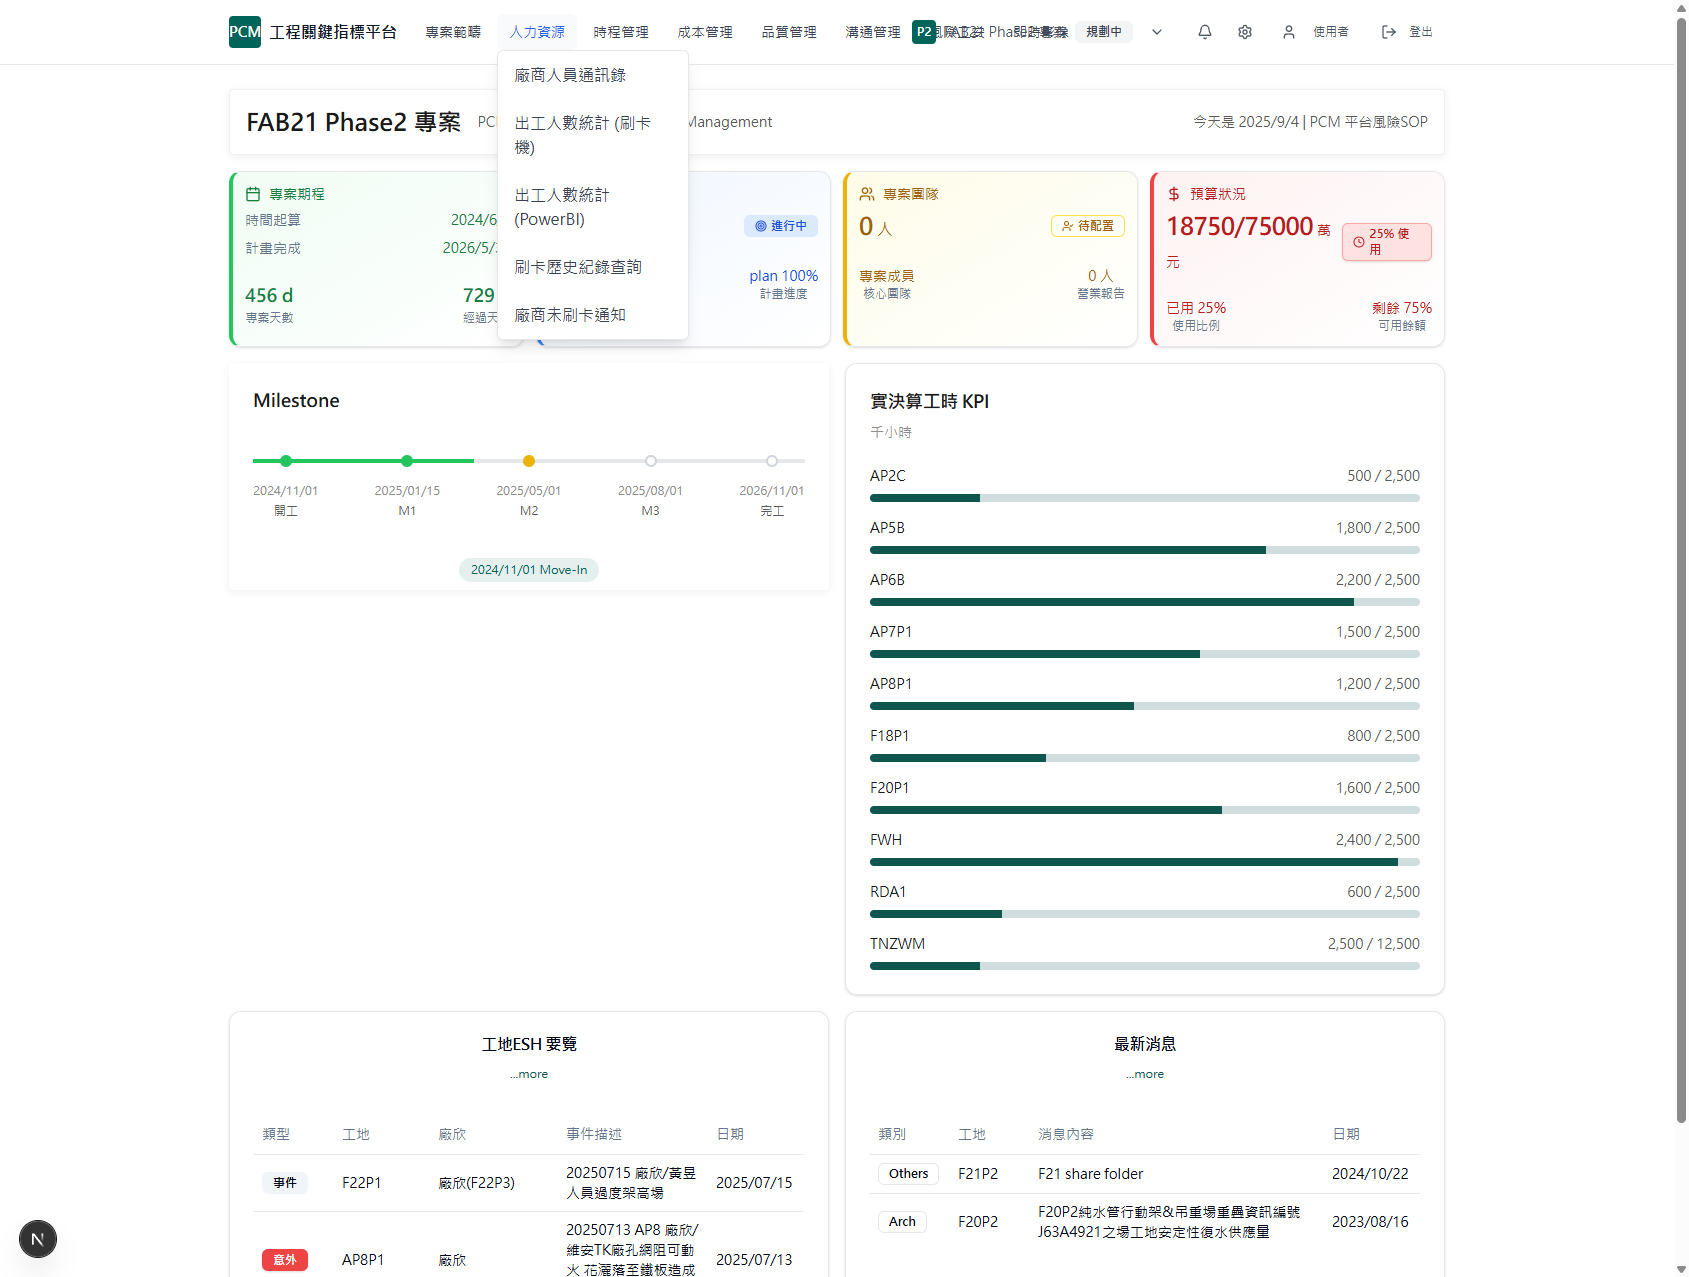 PCM 工程關鍵指標平台
專案範疇
人力資源
時程管理
成本管理
品質管理
溝通管理
P2
規劃中
使用者
登出
廠商人員通訊錄
出工人數統計 (刷卡
機)
出工人數統計
(PowerBI)
刷卡歷史紀錄查詢
廠商未刷卡通知
FAB21 Phase2 專案
Management
今天是 2025/9/4 | PCM 平台風險SOP
專案期程
時間起算
2024/6
計畫完成
2026/5/
456 d
專案天數
729
經過天
進行中
plan 100%
計畫進度
專案團隊
0 人
待配置
專案成員
核心團隊
0 人
營業報告
預算狀況
18750/75000 萬
元
25% 使
用
已用 25%
使用比例
剩餘 75%
可用餘額
Milestone
2024/11/01
開工
2025/01/15
M1
2025/05/01
M2
2025/08/01
M3
2026/11/01
完工
2024/11/01 Move-In
實決算工時 KPI
千小時
AP2C 500 / 2,500
AP5B 1,800 / 2,500
AP6B 2,200 / 2,500
AP7P1 1,500 / 2,500
AP8P1 1,200 / 2,500
F18P1 800 / 2,500
F20P1 1,600 / 2,500
FWH 2,400 / 2,500
RDA1 600 / 2,500
TNZWM 2,500 / 12,500
工地ESH 要覽
...more
類型 工地 廠欣 事件描述 日期
事件 F22P1 廠欣(F22P3) 20250715 廠欣/黃昱
人員過度架高場 2025/07/15
意外 AP8P1 廠欣 20250713 AP8 廠欣/
維安TK廠孔網阻可動
火 花灑落至鐵板造成 2025/07/13
最新消息
...more
類別 工地 消息內容 日期
Others F21P2 F21 share folder 2024/10/22
Arch F20P2 F20P2純水管行動架&吊重場重疊資訊編號
J63A4921之場工地安定性復水供應量 2023/08/16
N